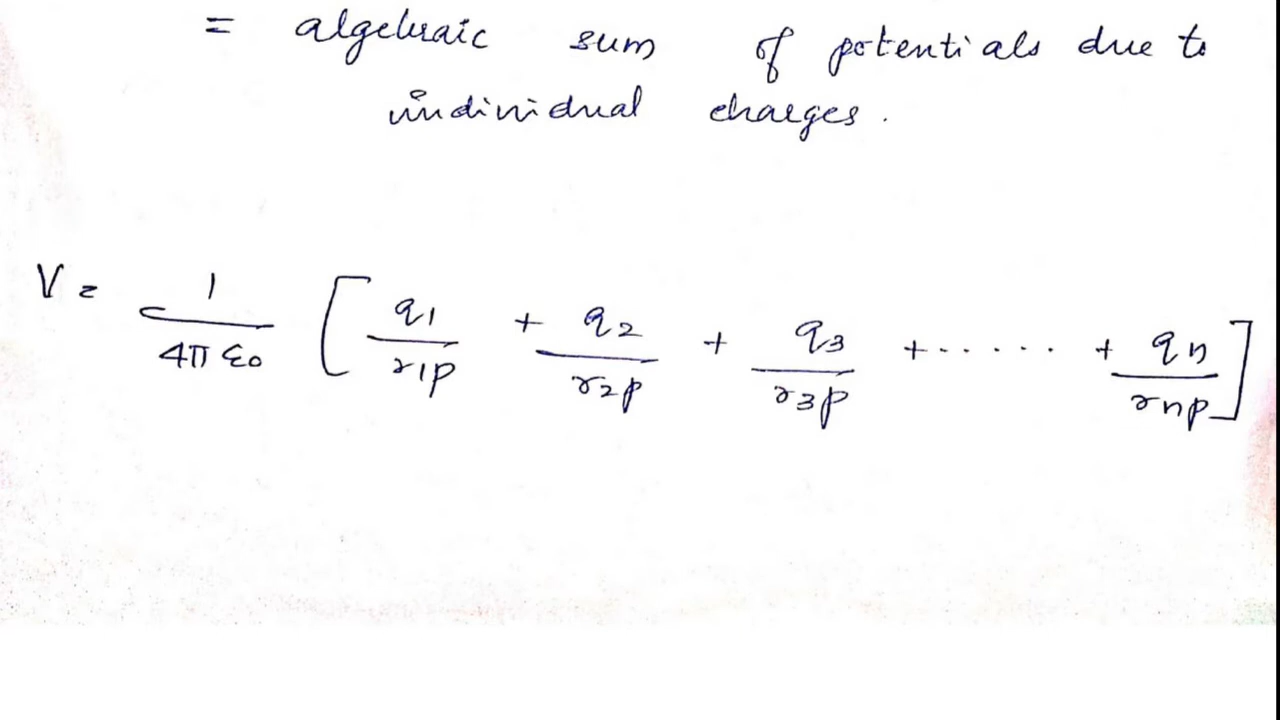 = algebraic sum of potentials due to
individual charges.
V = 1/4π ε0 [ q1/r1p + q2/r2p + q3/r3p + ..... + qn/rnp ]